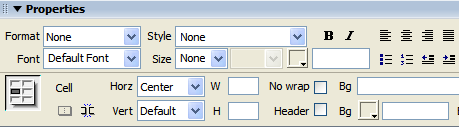 Properties
Format None Style None B I
Font Default Font Size None
Cell Horz Center W No wrap Bg
Vert Default H Header Bg